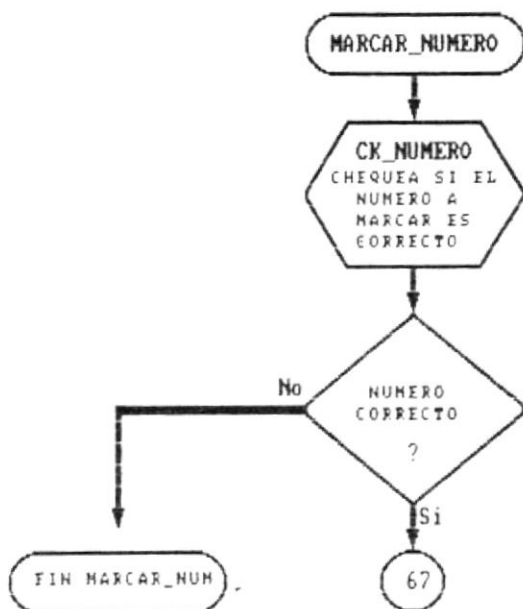 MARCAR_NUMERO
CK_NUMERO
CHEQUEA SI EL
NUMERO A
MARCAR ES
CORRECTO
No
NUMERO
CORRECTO
?
Si
FIN MARCAR_NUM
67